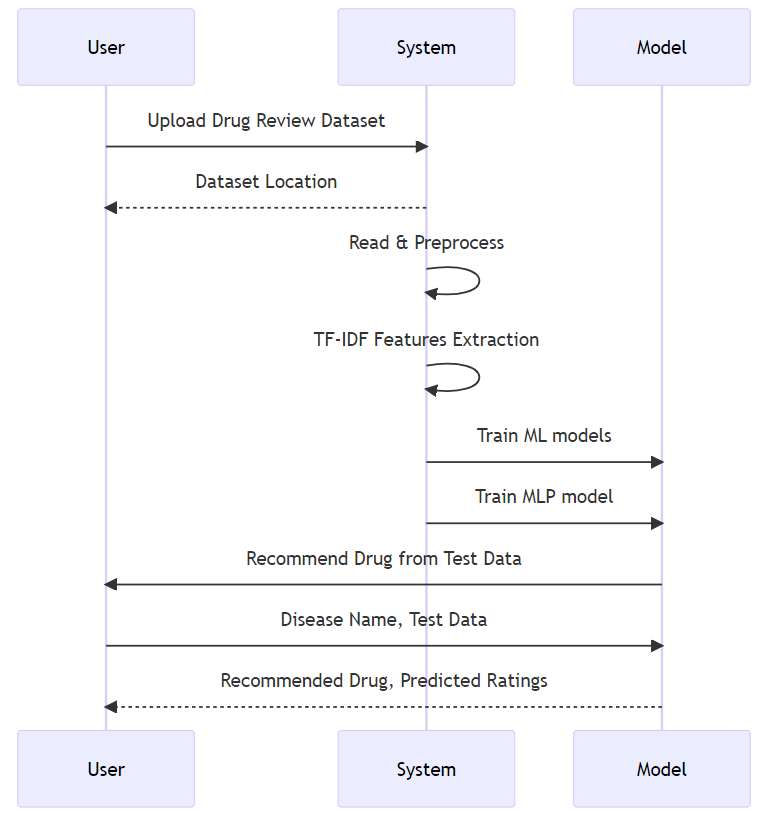 User
System
Model
Upload Drug Review Dataset
Dataset Location
Read & Preprocess
TF-IDF Features Extraction
Train ML models
Train MLP model
Recommend Drug from Test Data
Disease Name, Test Data
Recommended Drug, Predicted Ratings
User
System
Model